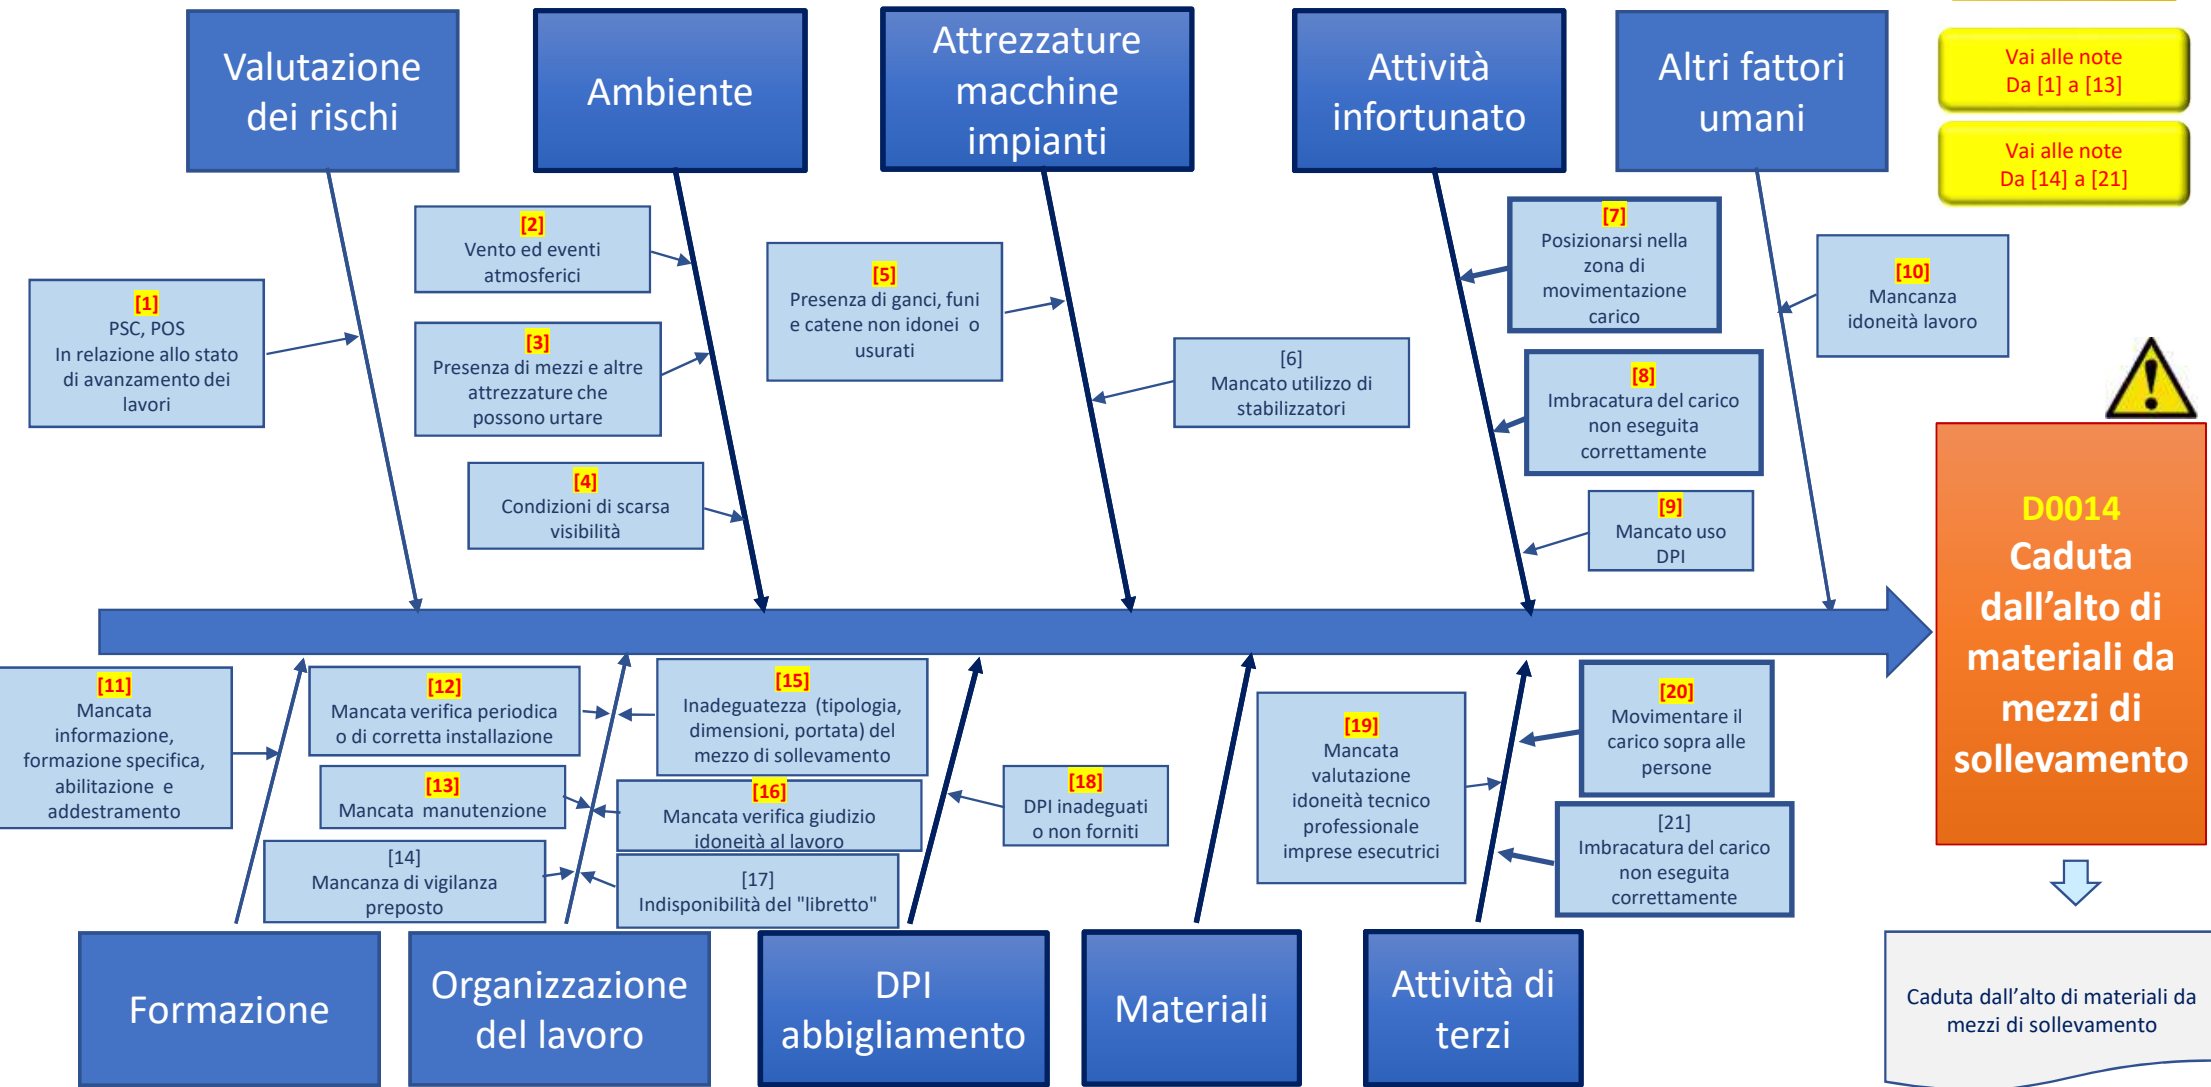 Valutazione
dei rischi
Ambiente
Attrezzature
macchine
impianti
Attività
infortunato
Altri fattori
umani
Vai alle note
Da [1] a [13]
Vai alle note
Da [14] a [21]
[1]
PSC, POS
In relazione allo stato
di avanzamento dei
lavori
[2]
Vento ed eventi
atmosferici
[3]
Presenza di mezzi e altre
attrezzature che
possono urtare
[4]
Condizioni di scarsa
visibilità
[5]
Presenza di ganci, funi
e catene non idonei o
usurati
[6]
Mancato utilizzo di
stabilizzatori
[7]
Posizionarsi nella
zona di
movimentazione
carico
[8]
Imbracatura del carico
non eseguita
correttamente
[9]
Mancato uso
DPI
[10]
Mancanza
idoneità lavoro
D0014
Caduta
dall'alto di
materiali da
mezzi di
sollevamento
[11]
Mancata
informazione,
formazione specifica,
abilitazione e
addestramento
[12]
Mancata verifica periodica
o di corretta installazione
[13]
Mancata manutenzione
[14]
Mancanza di vigilanza
preposto
[15]
Inadeguatezza (tipologia,
dimensioni, portata) del
mezzo di sollevamento
[16]
Mancata verifica giudizio
idoneità al lavoro
[17]
Indisponibilità del "libretto"
[18]
DPI inadeguati
o non forniti
[19]
Mancata
valutazione
idoneità tecnico
professionale
imprese esecutrici
[20]
Movimentare il
carico sopra alle
persone
[21]
Imbracatura del carico
non eseguita
correttamente
Formazione
Organizzazione
del lavoro
DPI
abbigliamento
Materiali
Attività di
terzi
Caduta dall'alto di materiali da
mezzi di sollevamento